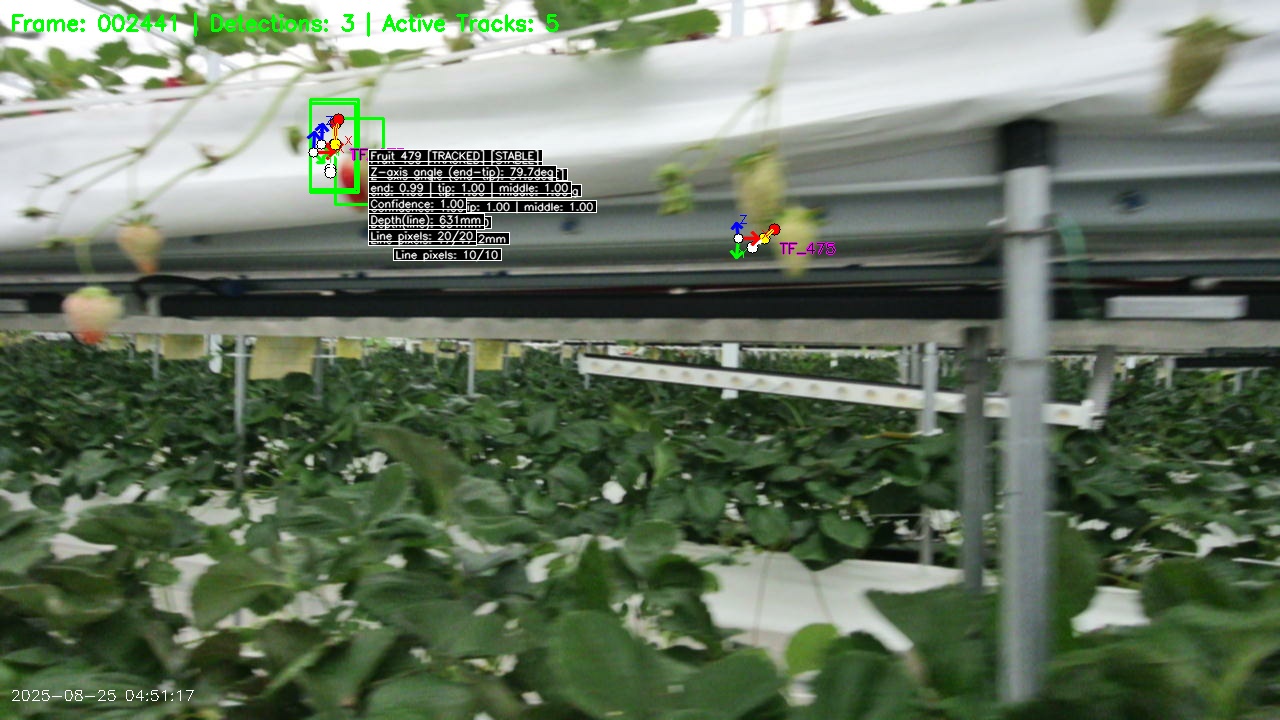 Frame: 002441 | Detections: 3 | Active Tracks: 5
Z
X
TF_
Fruit 479 [TRACKED] [STABLE]
Z-axis angle (end-tip): 79.7deg
end: 0.99 | tip: 1.00 | middle: 1.00
Confidence: 1.00
p: 1.00 | middle: 1.00
Depth(line): 631mm
Line pixels: 20/20
2mm
Line pixels: 10/10
Z
TF_475
2025-08-25 04:51:17